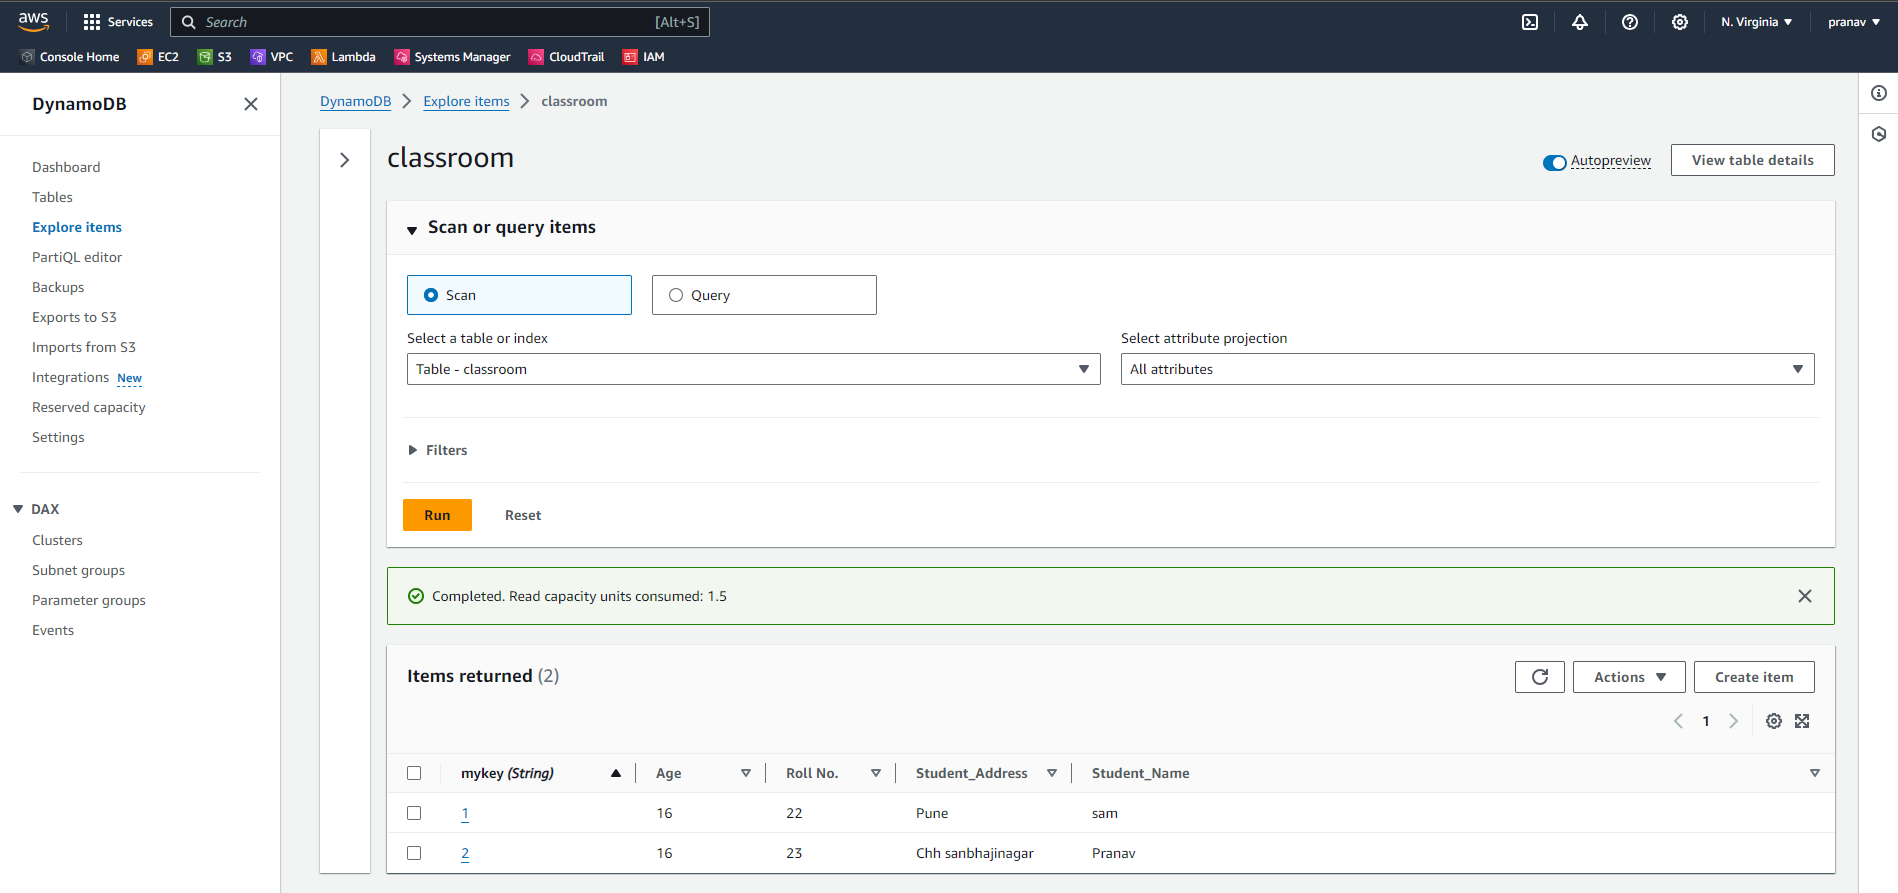 aws Services Search [Alt+S] N. Virginia pranav
Console Home EC2 S3 VPC Lambda Systems Manager CloudTrail IAM
DynamoDB
Dashboard
Tables
Explore items
PartiQL editor
Backups
Exports to S3
Imports from S3
Integrations New
Reserved capacity
Settings
DAX
Clusters
Subnet groups
Parameter groups
Events
DynamoDB Explore items classroom
classroom
Autopreview View table details
Scan or query items
Scan Query
Select a table or index Select attribute projection
Table - classroom All attributes
Filters
Run Reset
Completed. Read capacity units consumed: 1.5
Items returned (2) Actions Create item
1
mykey (String) Age Roll No. Student_Address Student_Name
1 16 22 Pune sam
2 16 23 Chh sanbhajinagar Pranav